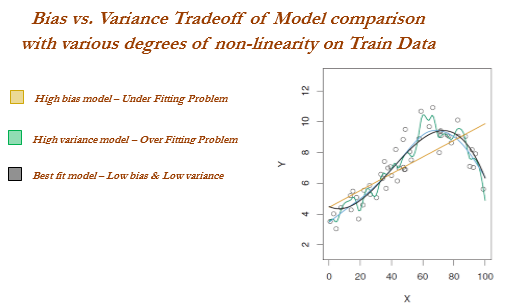 Bias vs. Variance Tradeoff of Model comparison
with various degrees of non-linearity on Train Data
High bias model – Under Fitting Problem
High variance model – Over Fitting Problem
Best fit model – Low bias & Low variance
12
10
8
6
4
2
Y
0 20 40 60 80 100
X